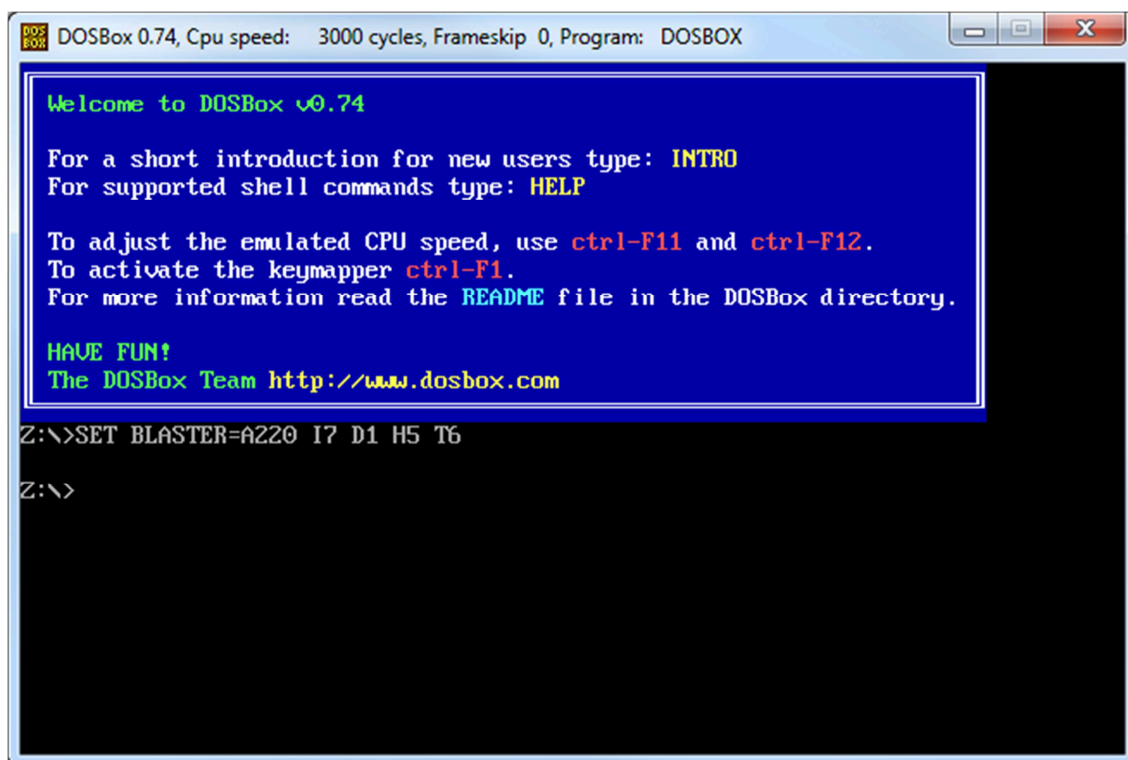 DOS BOX
DOSBox 0.74, Cpu speed: 3000 cycles, Frameskip 0, Program: DOSBOX
Welcome to DOSBox v0.74
For a short introduction for new users type: INTRO
For supported shell commands type: HELP
To adjust the emulated CPU speed, use ctrl-F11 and ctrl-F12.
To activate the keymapper ctrl-F1.
For more information read the README file in the DOSBox directory.
HAVE FUN!
The DOSBox Team http://www.dosbox.com
Z:\>SET BLASTER=A220 I7 D1 H5 T6
Z:\>